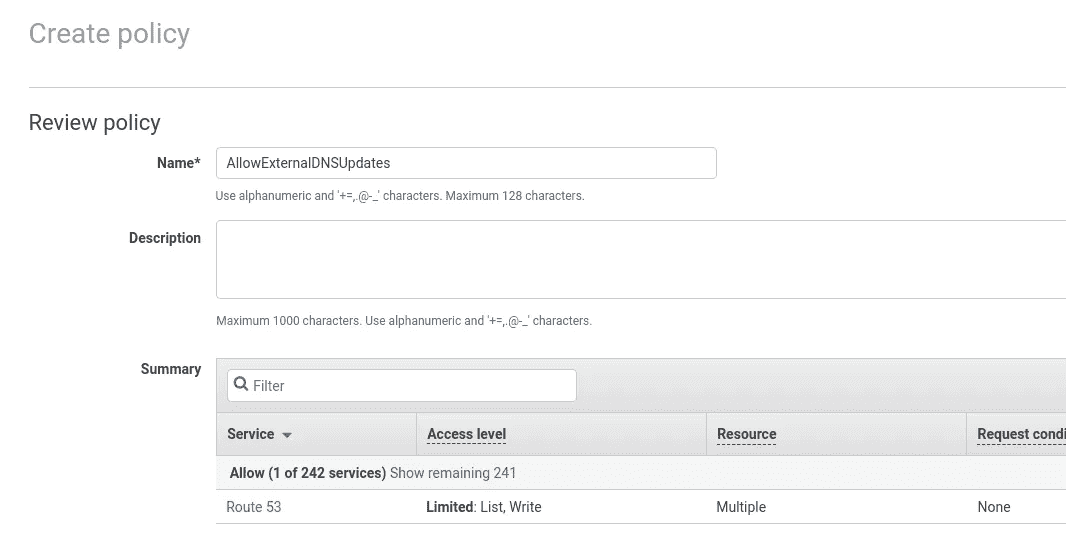 Create policy
Review policy
Name* AllowExternalDNSUpdates
Use alphanumeric and '+=,.@-_' characters. Maximum 128 characters.
Description
Maximum 1000 characters. Use alphanumeric and '+=,.@-_' characters.
Summary Filter
Service Access level Resource Request condi
Allow (1 of 242 services) Show remaining 241
Route 53 Limited: List, Write Multiple None